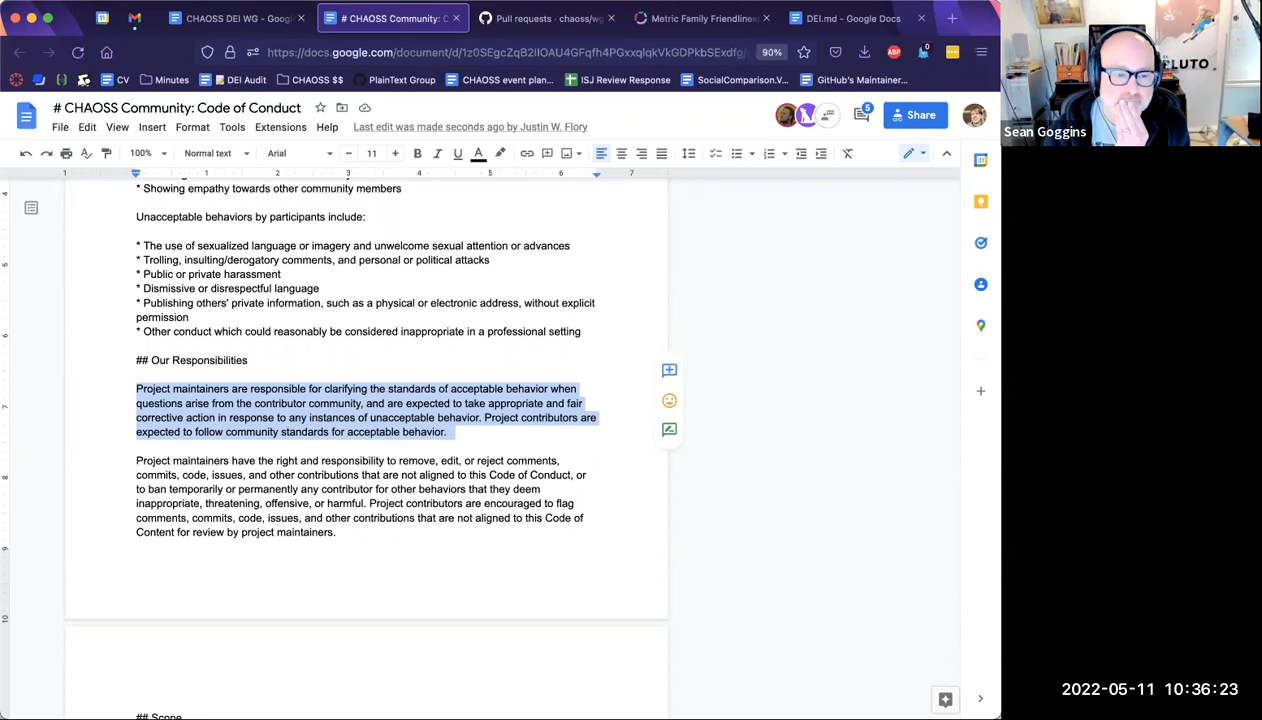 CHAOSS DEI WG - Googl
# CHAOSS Community: C
Pull requests · chaoss/wg
Metric Family Friendliness
DEI.md - Google Docs
https://docs.google.com/document/d/1z0SEgcZqB2IIOAU4GFqfh4PGxxqIqkVkGDPkbSExdfg
90%
CV
Minutes
DEI Audit
CHAOSS $$
PlainText Group
CHAOSS event plan...
ISJ Review Response
SocialComparison.V...
GitHub's Maintainer...
# CHAOSS Community: Code of Conduct
File Edit View Insert Format Tools Extensions Help Last edit was made seconds ago by Justin W. Flory
5
Share
100% Normal text Arial 11
* Showing empathy towards other community members
Unacceptable behaviors by participants include:
* The use of sexualized language or imagery and unwelcome sexual attention or advances
* Trolling, insulting/derogatory comments, and personal or political attacks
* Public or private harassment
* Dismissive or disrespectful language
* Publishing others' private information, such as a physical or electronic address, without explicit
permission
* Other conduct which could reasonably be considered inappropriate in a professional setting
## Our Responsibilities
Project maintainers are responsible for clarifying the standards of acceptable behavior when
questions arise from the contributor community, and are expected to take appropriate and fair
corrective action in response to any instances of unacceptable behavior. Project contributors are
expected to follow community standards for acceptable behavior.
Project maintainers have the right and responsibility to remove, edit, or reject comments,
commits, code, issues, and other contributions that are not aligned to this Code of Conduct, or
to ban temporarily or permanently any contributor for other behaviors that they deem
inappropriate, threatening, offensive, or harmful. Project contributors are encouraged to flag
comments, commits, code, issues, and other contributions that are not aligned to this Code of
Content for review by project maintainers.
## Scope
Sean Goggins
PLUTO
2022-05-11 10:36:23